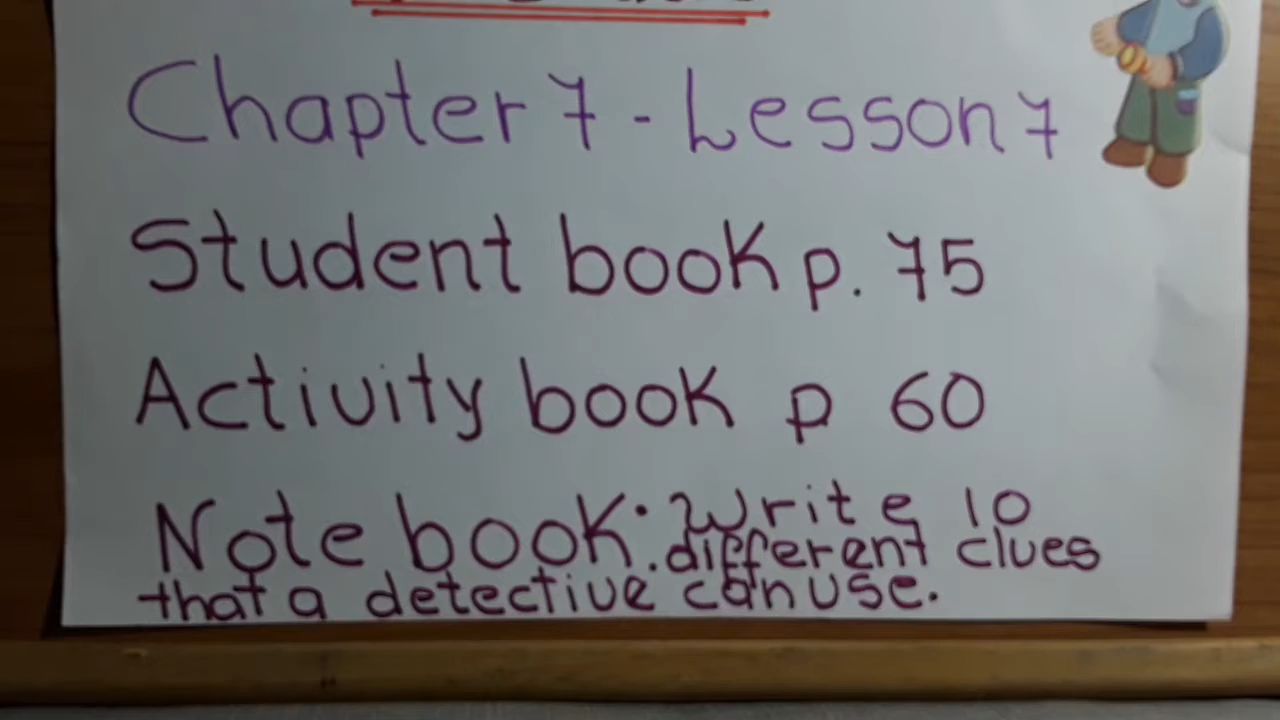 Chapter 7 - Lesson 7
Student book p. 75
Activity book p 60
Note book: Write 10
different clues
that a detective can use.